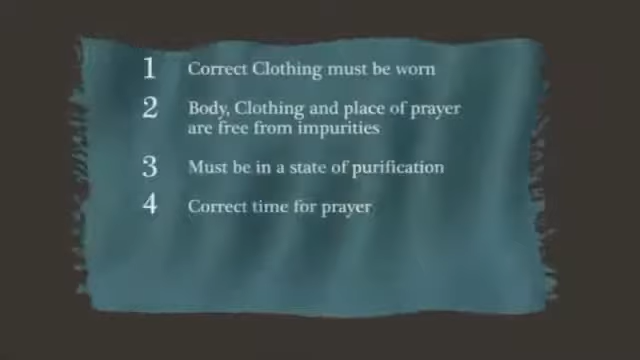 1 Correct Clothing must be worn
2 Body, Clothing and place of prayer
are free from impurities
3 Must be in a state of purification
4 Correct time for prayer